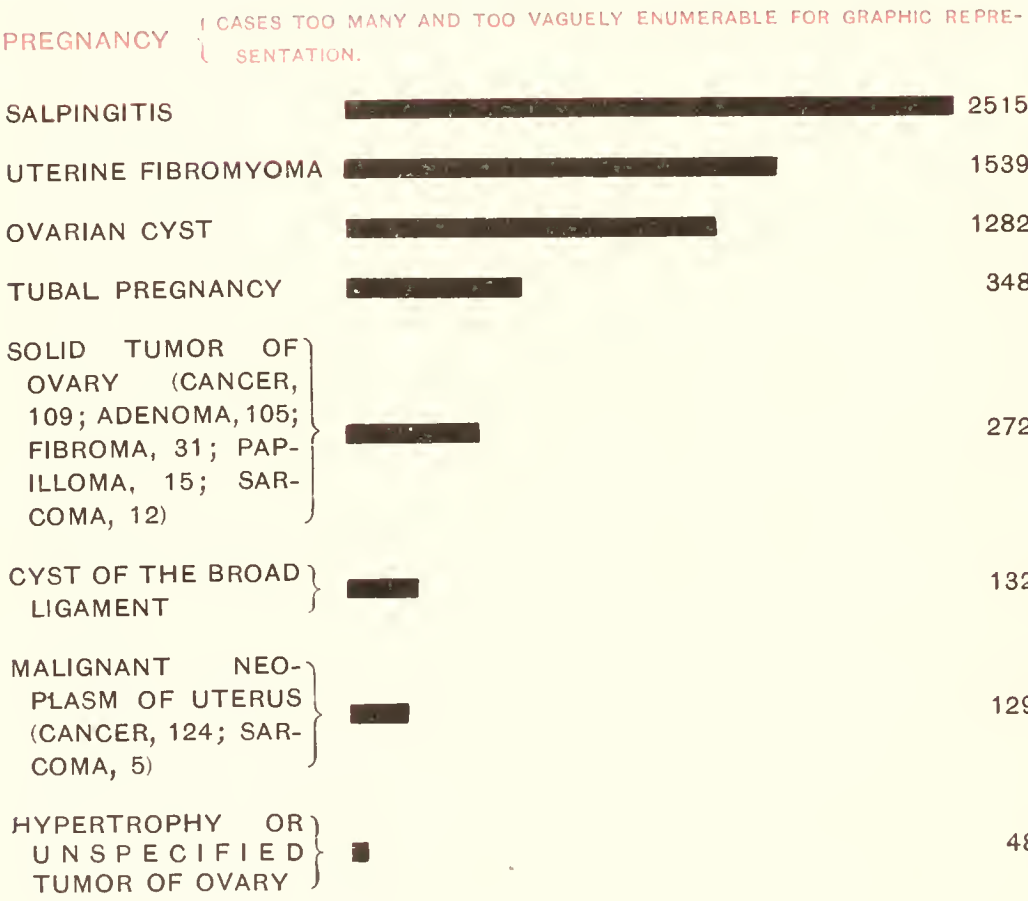 PREGNANCY { CASES TOO MANY AND TOO VAGUELY ENUMERABLE FOR GRAPHIC REPRE-
SENTATION.
SALPINGITIS 2515
UTERINE FIBROMYOMA 1539
OVARIAN CYST 1282
TUBAL PREGNANCY 348
SOLID TUMOR OF
OVARY (CANCER,
109; ADENOMA, 105;
FIBROMA, 31; PAP-
ILLOMA, 15; SAR-
COMA, 12)
272
CYST OF THE BROAD
LIGAMENT
132
MALIGNANT NEO-
PLASM OF UTERUS
(CANCER, 124; SAR-
COMA, 5)
129
HYPERTROPHY OR
UNSPECIFIED
TUMOR OF OVARY
48